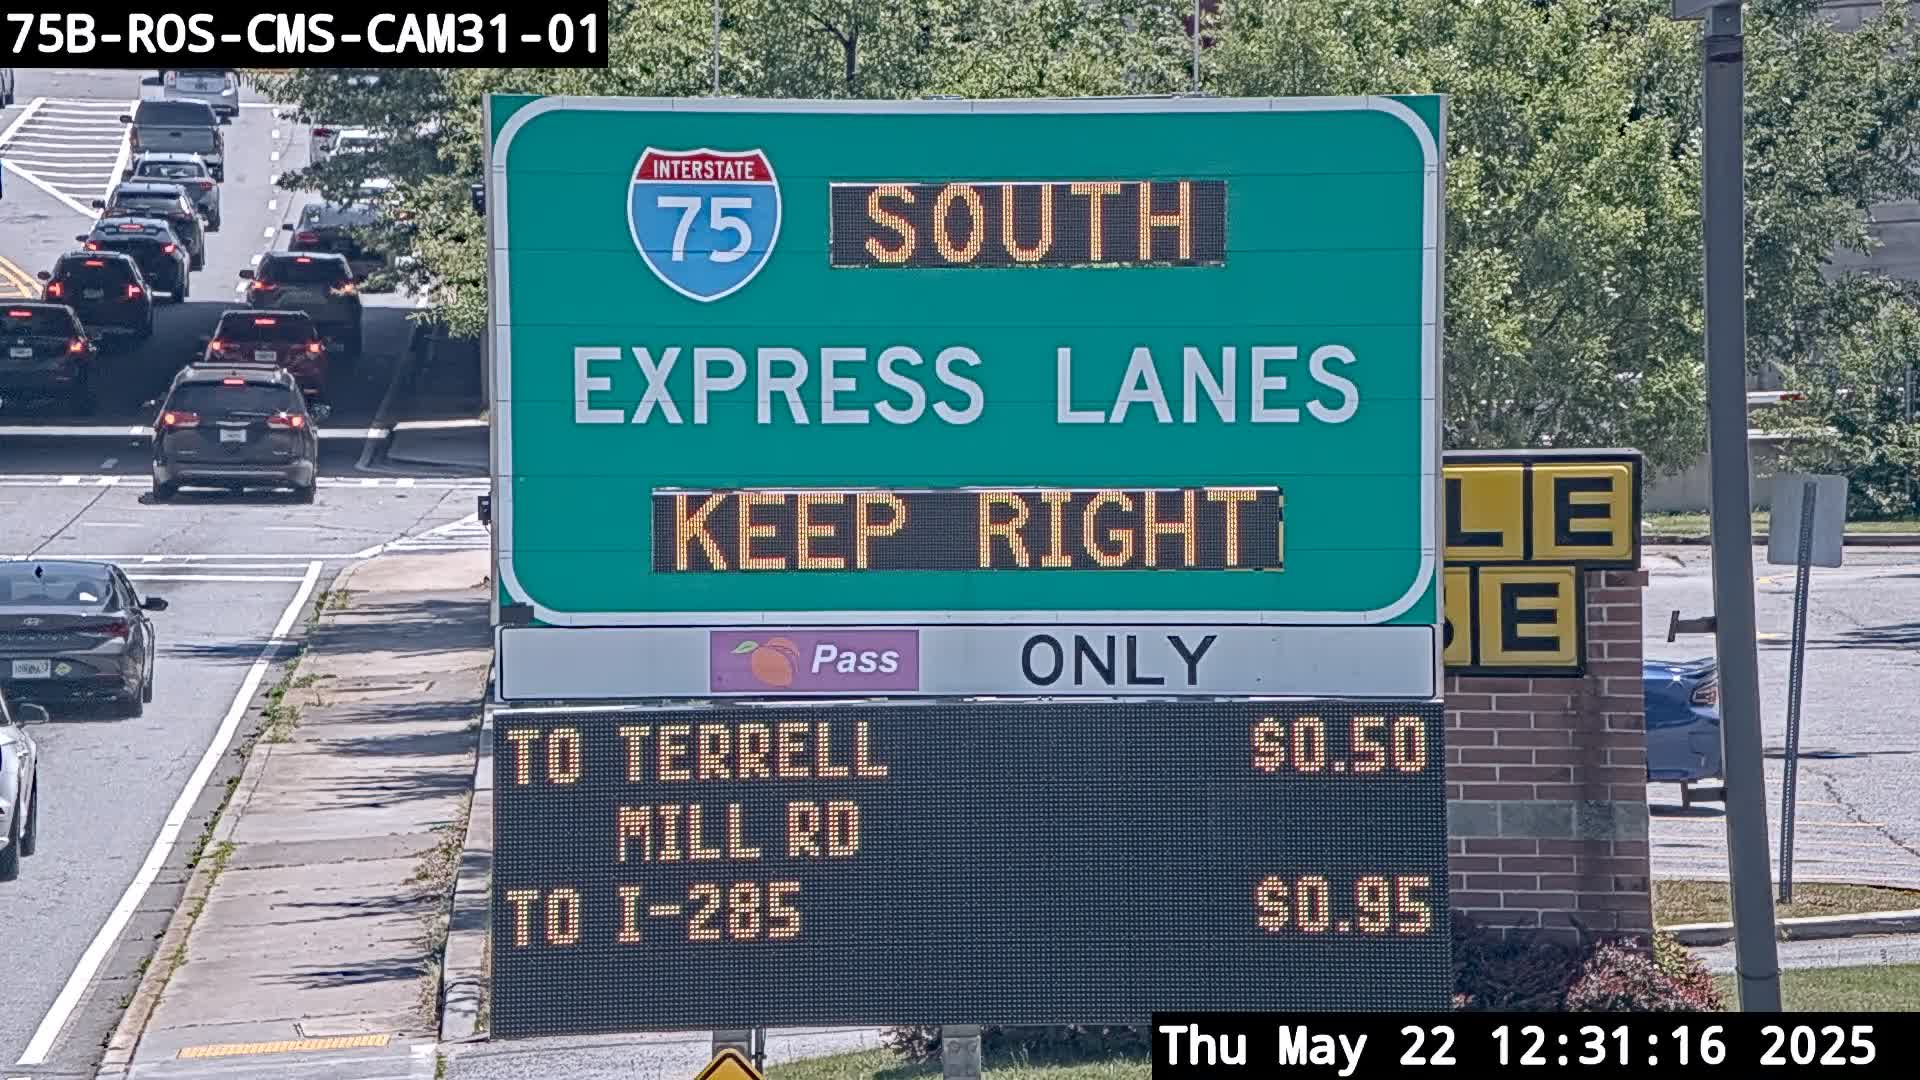 75B-ROS-CMS-CAM31-01
INTERSTATE
75
SOUTH
EXPRESS LANES
KEEP RIGHT
Pass ONLY
TO TERRELL $0.50
MILL RD
TO I-285 $0.95
LE
E
Thu May 22 12:31:16 2025